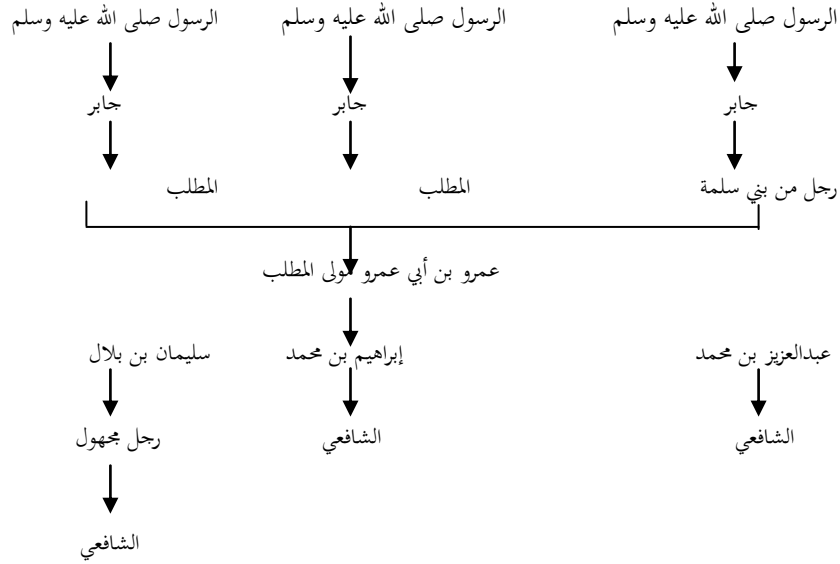 الرسول صلى الله عليه وسلم الرسول صلى الله عليه وسلم الرسول صلى الله عليه وسلم
جابر جابر جابر
رجل من بني سلمة المطلب المطلب
عمرو بن أبي عمرو مولى المطلب
عبدالعزيز بن محمد إبراهيم بن محمد سليمان بن بلال
الشافعي الشافعي رجل مجهول
الشافعي